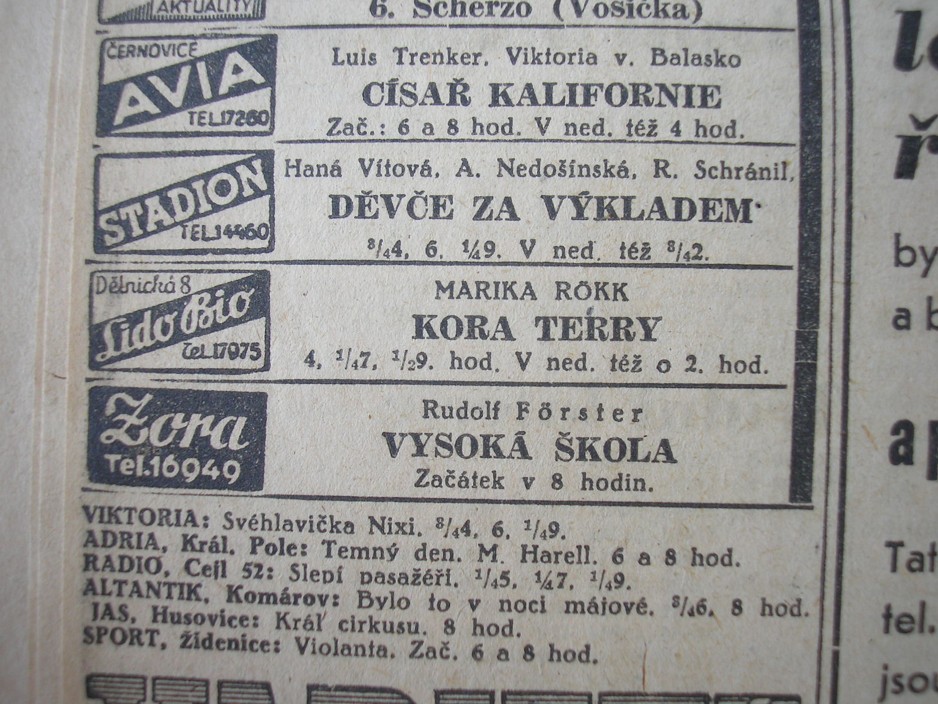 AKTUALITY
6. Scherzo (Vosička)
ČERNOVICE
AVIA
TEL.17260
Luis Trenker, Viktoria v. Balasko
CÍSAŘ KALIFORNIE
Zač.: 6 a 8 hod. V ned. též 4 hod.
STADION
TEL.14460
Haná Vítová, A. Nedošínská, R. Schránil,
DĚVČE ZA VÝKLADEM
³/₄4, 6, ¼9. V ned. též ³/₄2.
Dělnická 8
Lido Bio
Tel.17075
MARIKA RÖKK
KORA TERRY
4, ¹/₄7, ¹/₂9. hod. V ned. též o 2. hod.
Zora
Tel.16949
Rudolf Förster
VYSOKÁ ŠKOLA
Začátek v 8 hodin.
VIKTORIA: Svéhlavička Nixi. ³/₄4, 6, ¹/₄9.
ADRIA, Král. Pole: Temný den. M. Harell. 6 a 8 hod.
RADIO, Cejl 52: Slepí pasažéři. ¹/₄5, ¼7, ¹/₄9.
ALTANTIK, Komárov: Bylo to v noci májové. ³/₄6, 8 hod.
JAS, Husovice: Král cirkusu. 8 hod.
SPORT, Židenice: Violanta. Zač. 6 a 8 hod.
by
a
tel.